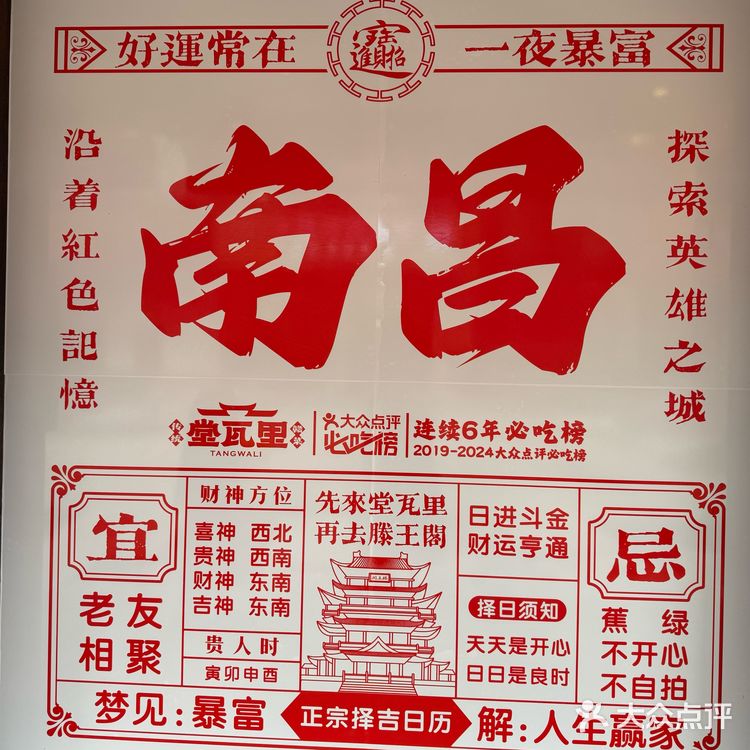 好運常在
招財進寶
一夜暴富
沿着紅色記憶
南昌
探索英雄之城
传统
堂瓦里
TANGWALI
大众点评
必吃榜
连续6年必吃榜
2019-2024大众点评必吃榜
宜
老友
相聚
财神方位
喜神 西北
贵神 西南
财神 东南
吉神 东南
贵人时
寅卯申酉
先來堂瓦里
再去滕王閣
日进斗金
财运亨通
择日须知
天天是开心
日日是良时
忌
蕉绿
不开心
不自拍
梦见:暴富
正宗择吉日历
解:人生赢家
大众点评